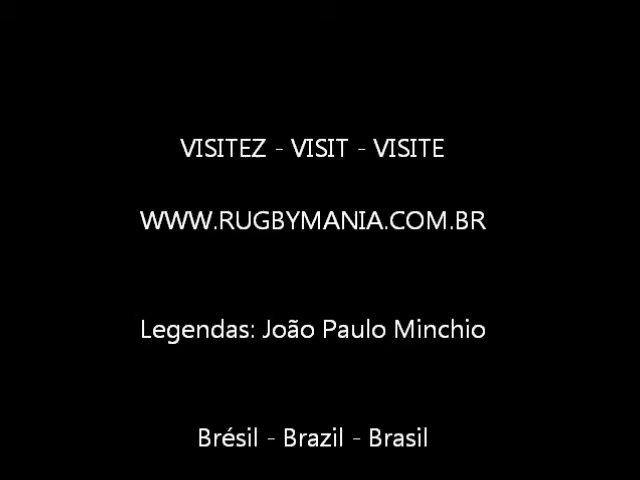 VISITEZ - VISIT - VISITE
WWW.RUGBYMANIA.COM.BR
Legendas: João Paulo Minchio
Brésil - Brazil - Brasil